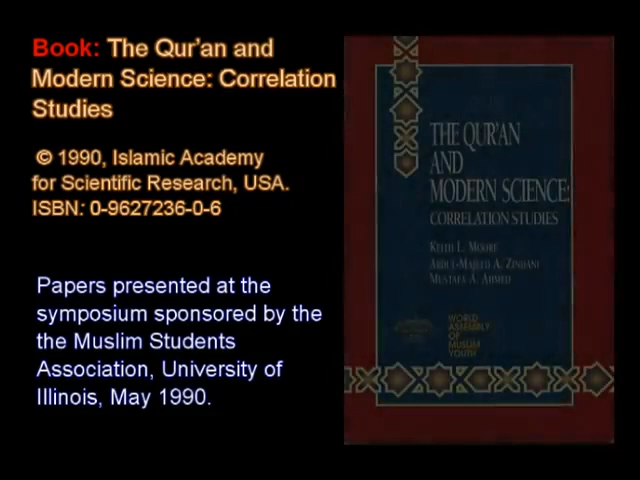 Book: The Qur'an and
Modern Science: Correlation
Studies
© 1990, Islamic Academy
for Scientific Research, USA.
ISBN: 0-9627236-0-6
Papers presented at the
symposium sponsored by the
the Muslim Students
Association, University of
Illinois, May 1990.
THE QUR'AN
AND
MODERN SCIENCE:
CORRELATION STUDIES
KEITH L. MOORE
ABDUL-MAJEED A. ZINDANI
MUSTAFA A. AHMED
WORLD
ASSEMBLY
OF
MUSLIM
YOUTH